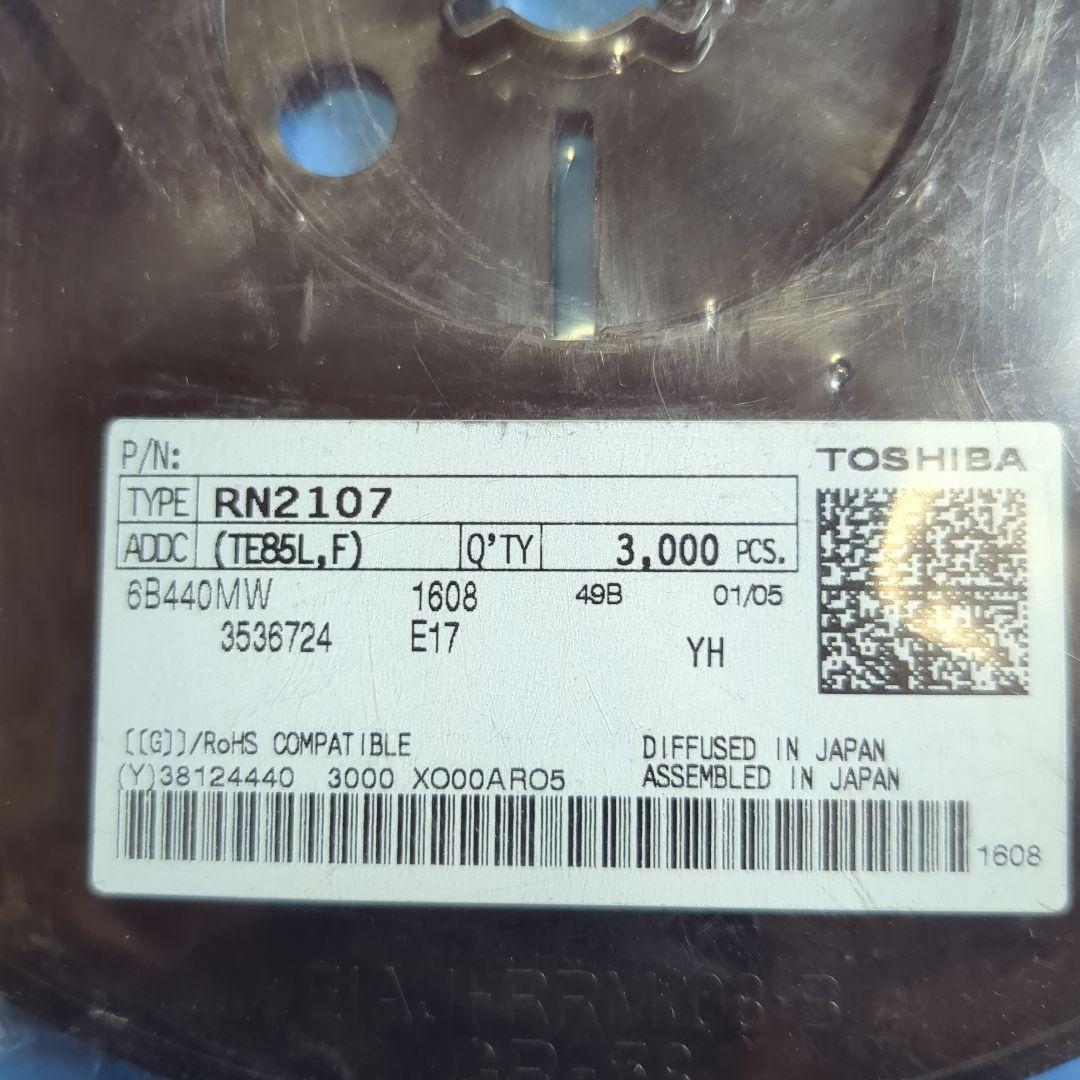 P/N:
TOSHIBA
TYPE RN2107
ADDC (TE85L,F) Q'TY 3,000 PCS.
6B440MW 1608 49B 01/05
3536724 E17 YH
[[G]]/RoHS COMPATIBLE
DIFFUSED IN JAPAN
(Y)38124440 3000 X000AR05
ASSEMBLED IN JAPAN
1608